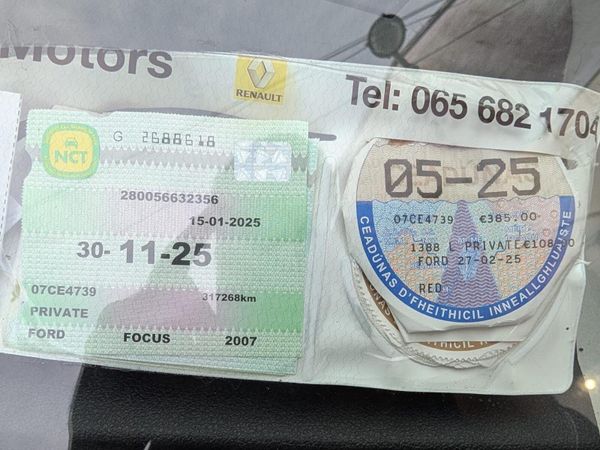 Motors
RENAULT
Tel: 065 682 1704
NCT
G 2688618
280056632356
15-01-2025
30-11-25
07CE4739
317268km
PRIVATE
FORD FOCUS 2007
05-25
07CE4739 €385.00
1388 L PRIVATE€108.00
FORD 27-02-25
RED
CEADÚNAS D'FHEITHICIL INNEALLGHLUAISTE